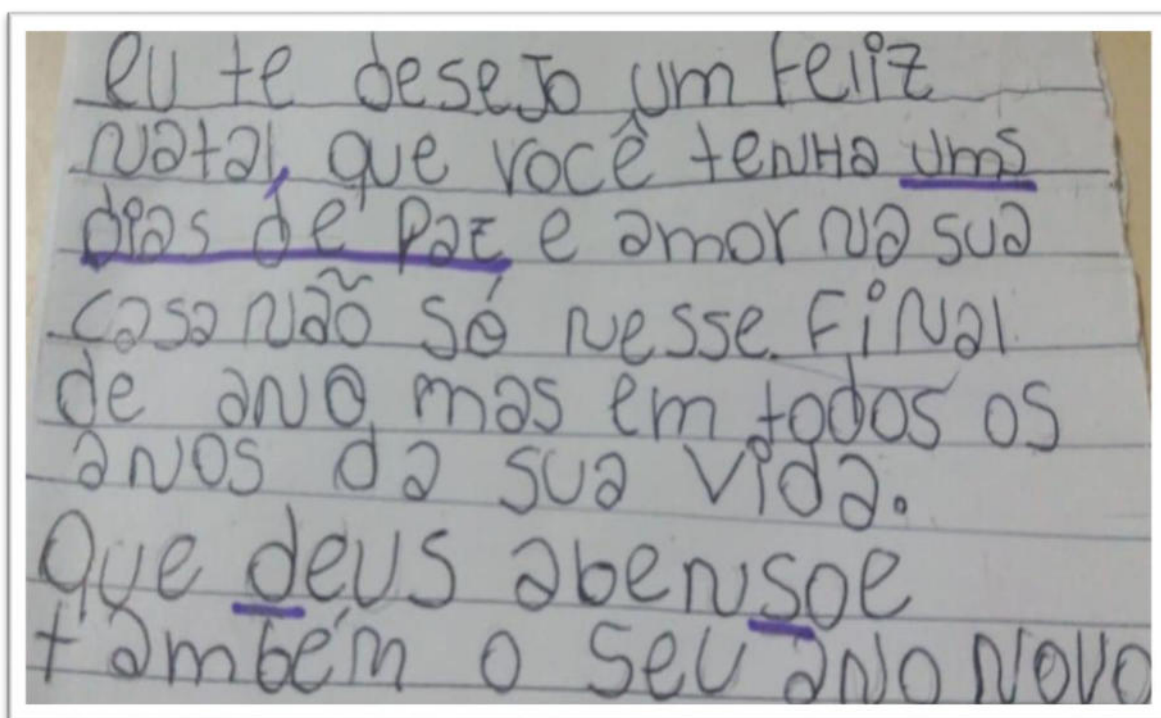 eu te desejo um feliz
natal, que você tenha ums
dias de paz e amor na sua
casa não só nesse final
de ano mas em todos os
anos da sua vida.
Que deus abensoe
também o seu ano novo